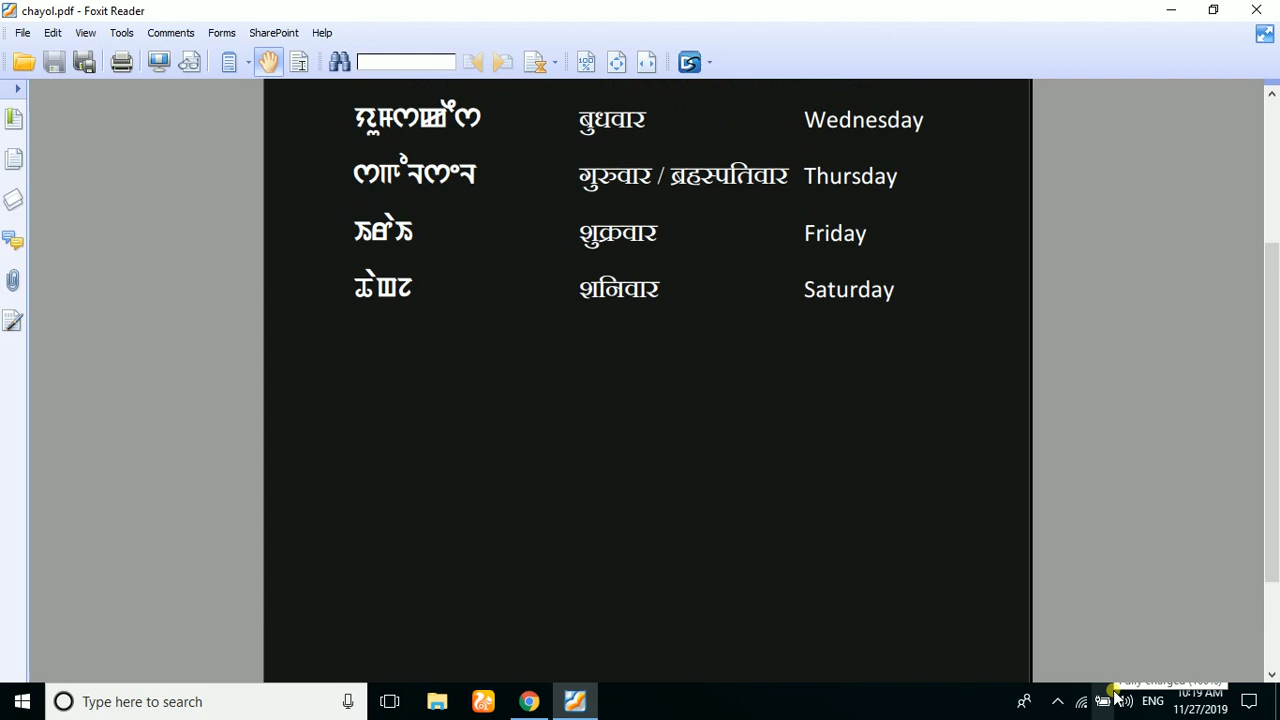 chayol.pdf - Foxit Reader
File Edit View Tools Comments Forms SharePoint Help
बुधवार Wednesday
गुरुवार / ब्रहस्पतिवार Thursday
शुक्रवार Friday
शनिवार Saturday
Type here to search
ENG
10:19 AM
11/27/2019